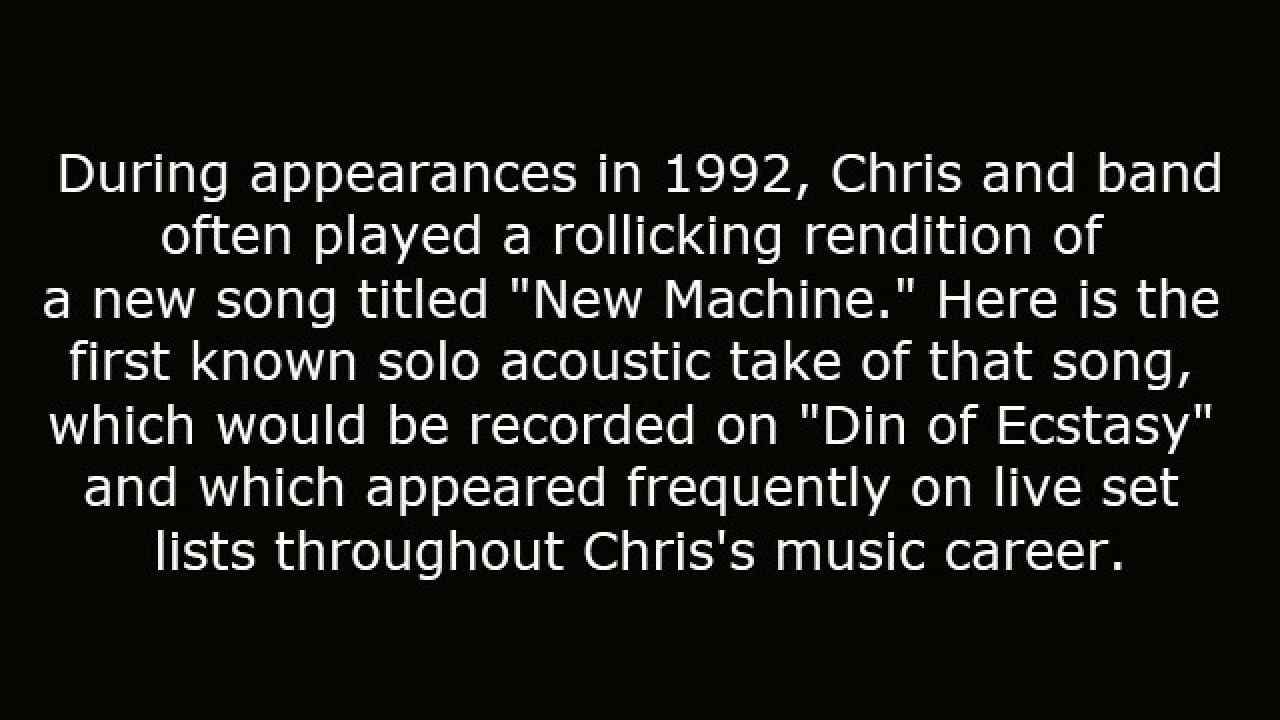 During appearances in 1992, Chris and band
often played a rollicking rendition of
a new song titled "New Machine." Here is the
first known solo acoustic take of that song,
which would be recorded on "Din of Ecstasy"
and which appeared frequently on live set
lists throughout Chris's music career.